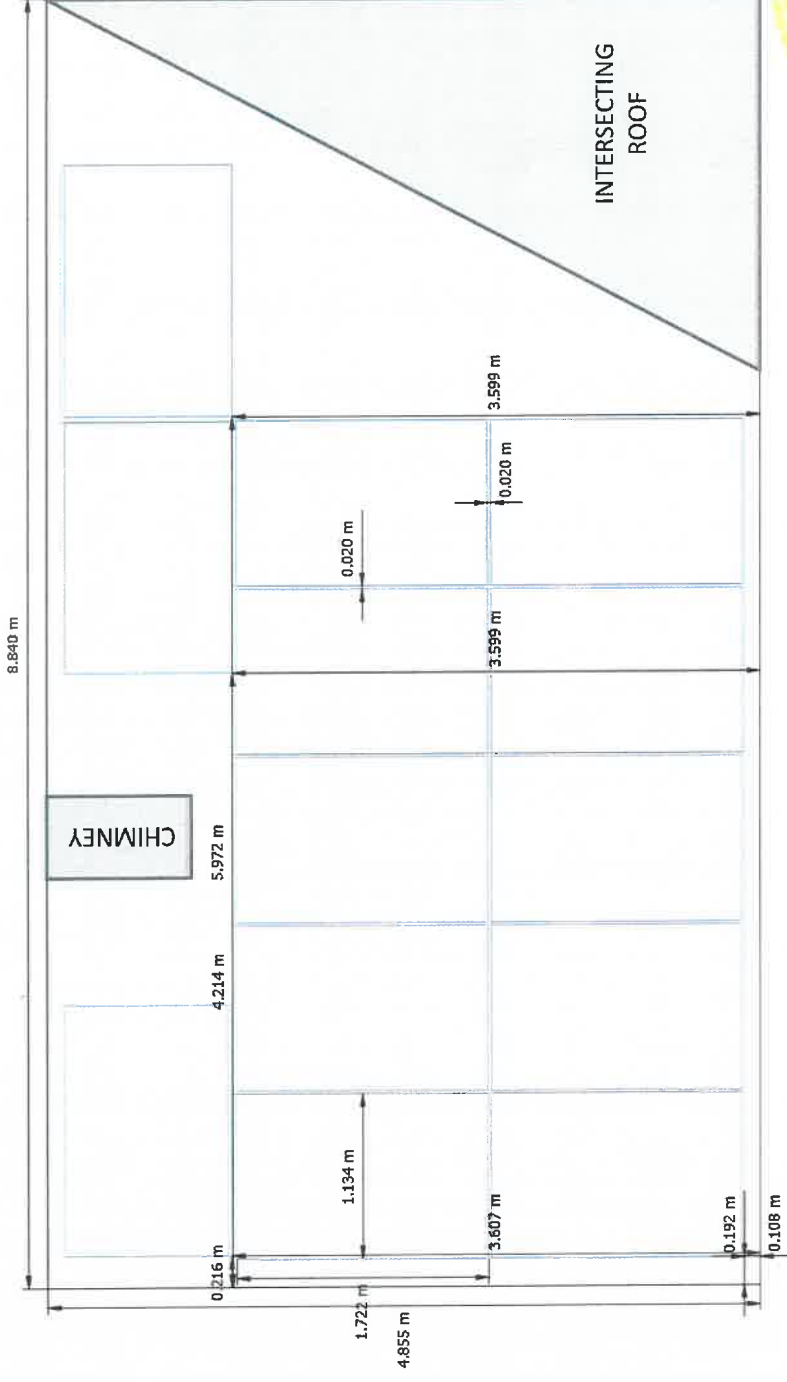 8.840 m
INTERSECTING
ROOF
3.599 m
0.020 m
0.020 m
3.599 m
CHIMNEY
5.972 m
4.214 m
1.134 m
0.216 m
3.607 m
0.192 m
0.108 m
1.722 m
4.855 m